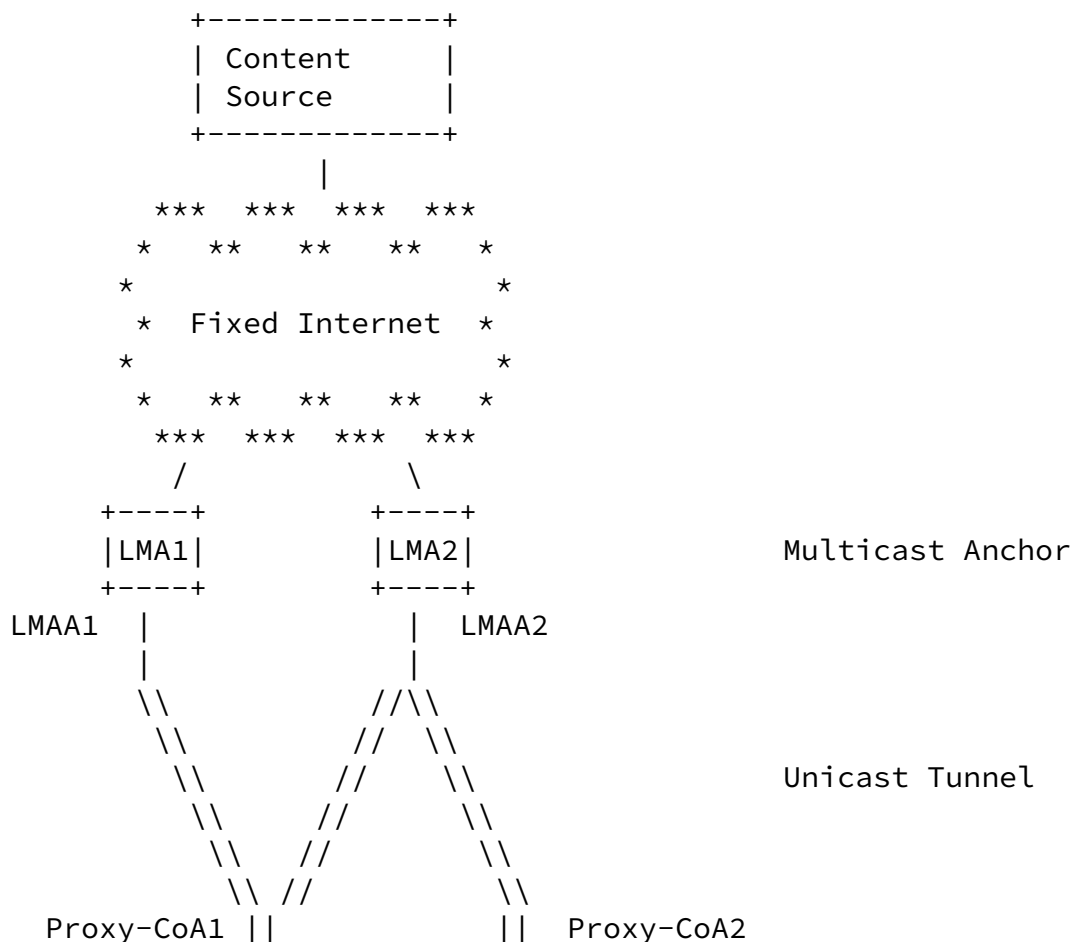 Content
Source
Fixed Internet
LMA1 LMA2 Multicast Anchor
LMAA1 LMAA2
Unicast Tunnel
Proxy-CoA1 Proxy-CoA2